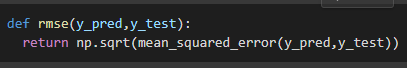 def rmse(y_pred,y_test):
  return np.sqrt(mean_squared_error(y_pred,y_test))